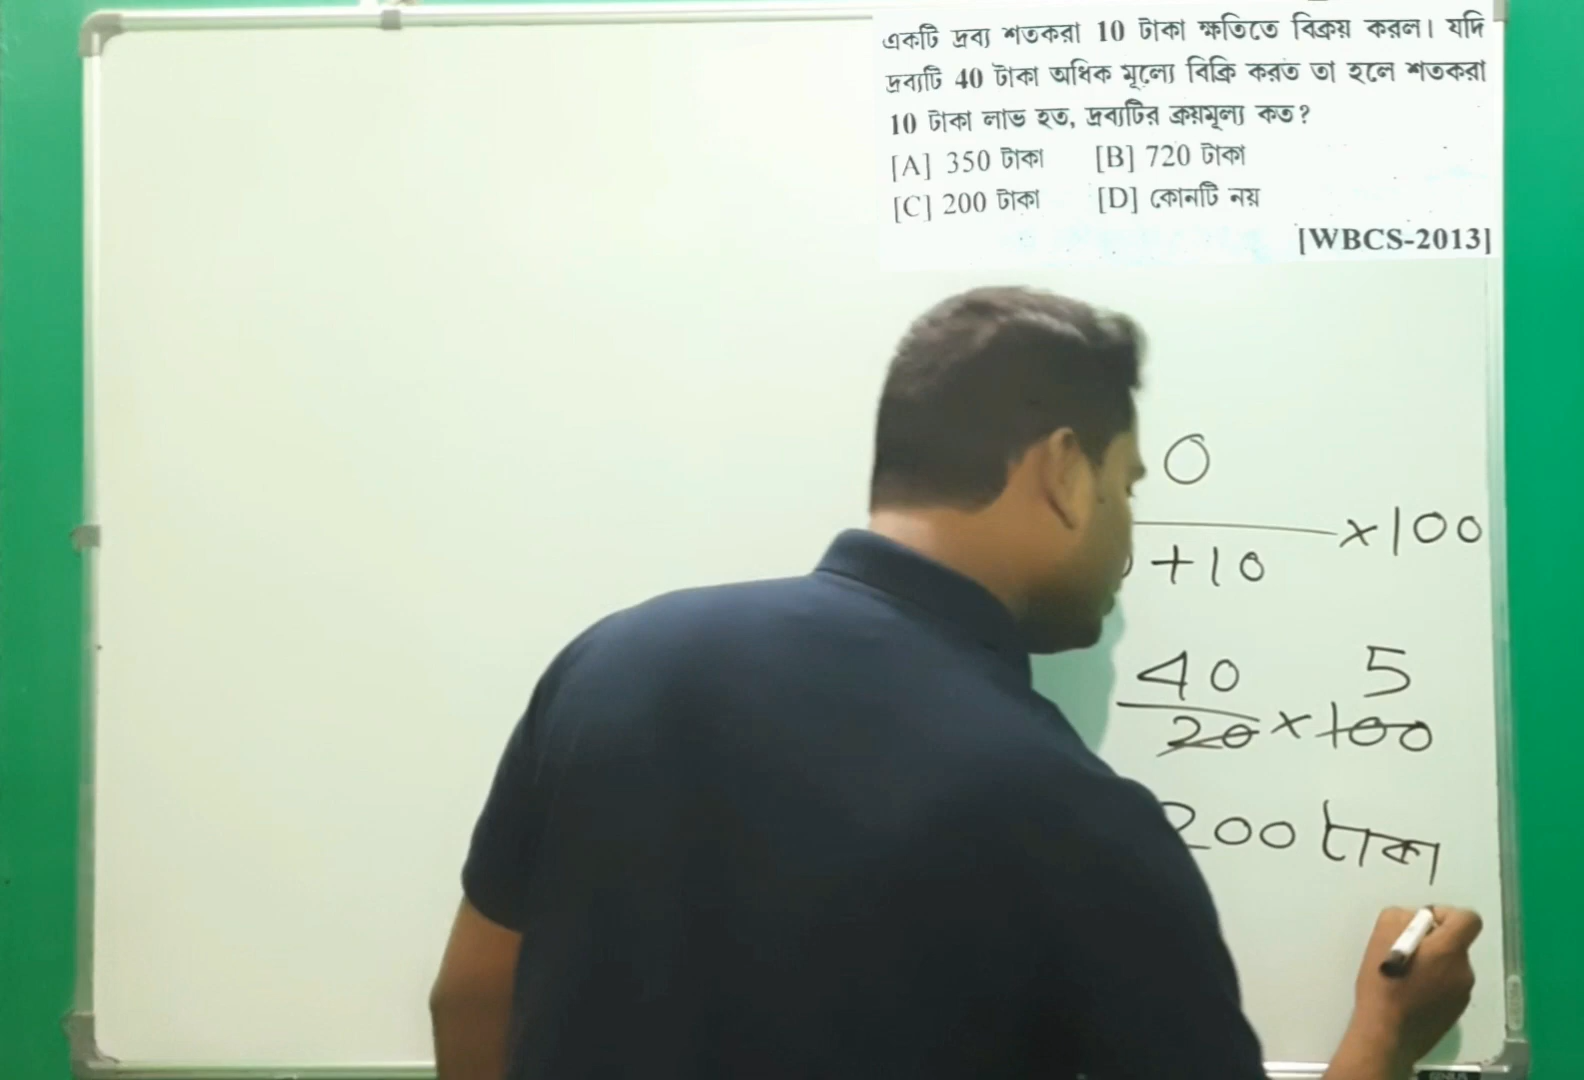 একটি দ্রব্য শতকরা 10 টাকা ক্ষতিতে বিক্রয় করল। যদি
দ্রব্যটি 40 টাকা অধিক মূল্যে বিক্রি করত তা হলে শতকরা
10 টাকা লাভ হত, দ্রব্যটির ক্রয়মূল্য কত?
[A] 350 টাকা [B] 720 টাকা
[C] 200 টাকা [D] কোনটি নয়
[WBCS-2013]
0
+10 ×100
40 5
20 × 100
200 টাকা